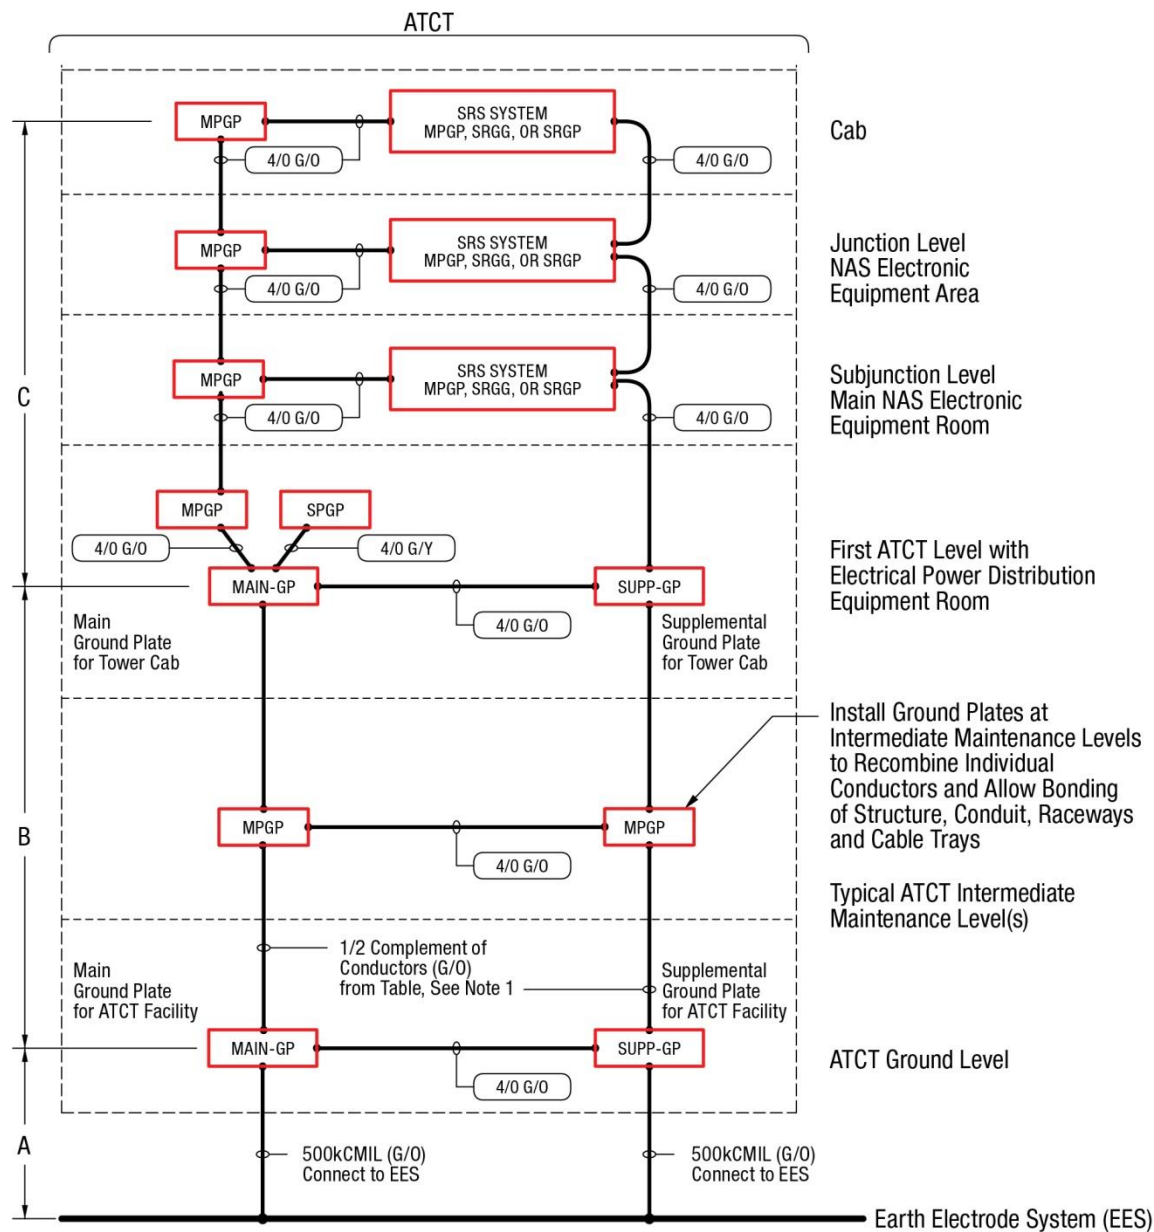 ATCT
MPGP
SRS SYSTEM
MPGP, SRGG, OR SRGP
Cab
4/0 G/O
4/0 G/O
MPGP
SRS SYSTEM
MPGP, SRGG, OR SRGP
Junction Level
NAS Electronic
Equipment Area
4/0 G/O
4/0 G/O
MPGP
SRS SYSTEM
MPGP, SRGG, OR SRGP
Subjunction Level
Main NAS Electronic
Equipment Room
4/0 G/O
4/0 G/O
C
MPGP
SPGP
4/0 G/O
4/0 G/Y
First ATCT Level with
Electrical Power Distribution
Equipment Room
MAIN-GP
SUPP-GP
4/0 G/O
Main
Ground Plate
for Tower Cab
Supplemental
Ground Plate
for Tower Cab
Install Ground Plates at
Intermediate Maintenance Levels
to Recombine Individual
Conductors and Allow Bonding
of Structure, Conduit, Raceways
and Cable Trays
B
MPGP
MPGP
4/0 G/O
Typical ATCT Intermediate
Maintenance Level(s)
1/2 Complement of
Conductors (G/O)
from Table, See Note 1
Main
Ground Plate
for ATCT Facility
Supplemental
Ground Plate
for ATCT Facility
MAIN-GP
SUPP-GP
ATCT Ground Level
4/0 G/O
A
500kCMIL (G/O)
Connect to EES
500kCMIL (G/O)
Connect to EES
Earth Electrode System (EES)